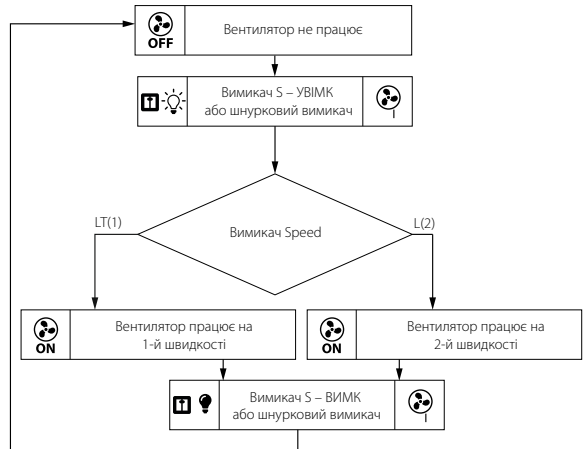 OFF
Вентилятор не працює
Вимикач S – УВІМК
або шнурковий вимикач
LT(1)
Вимикач Speed
L(2)
ON
Вентилятор працює на
1-й швидкості
ON
Вентилятор працює на
2-й швидкості
Вимикач S – ВИМК
або шнурковий вимикач